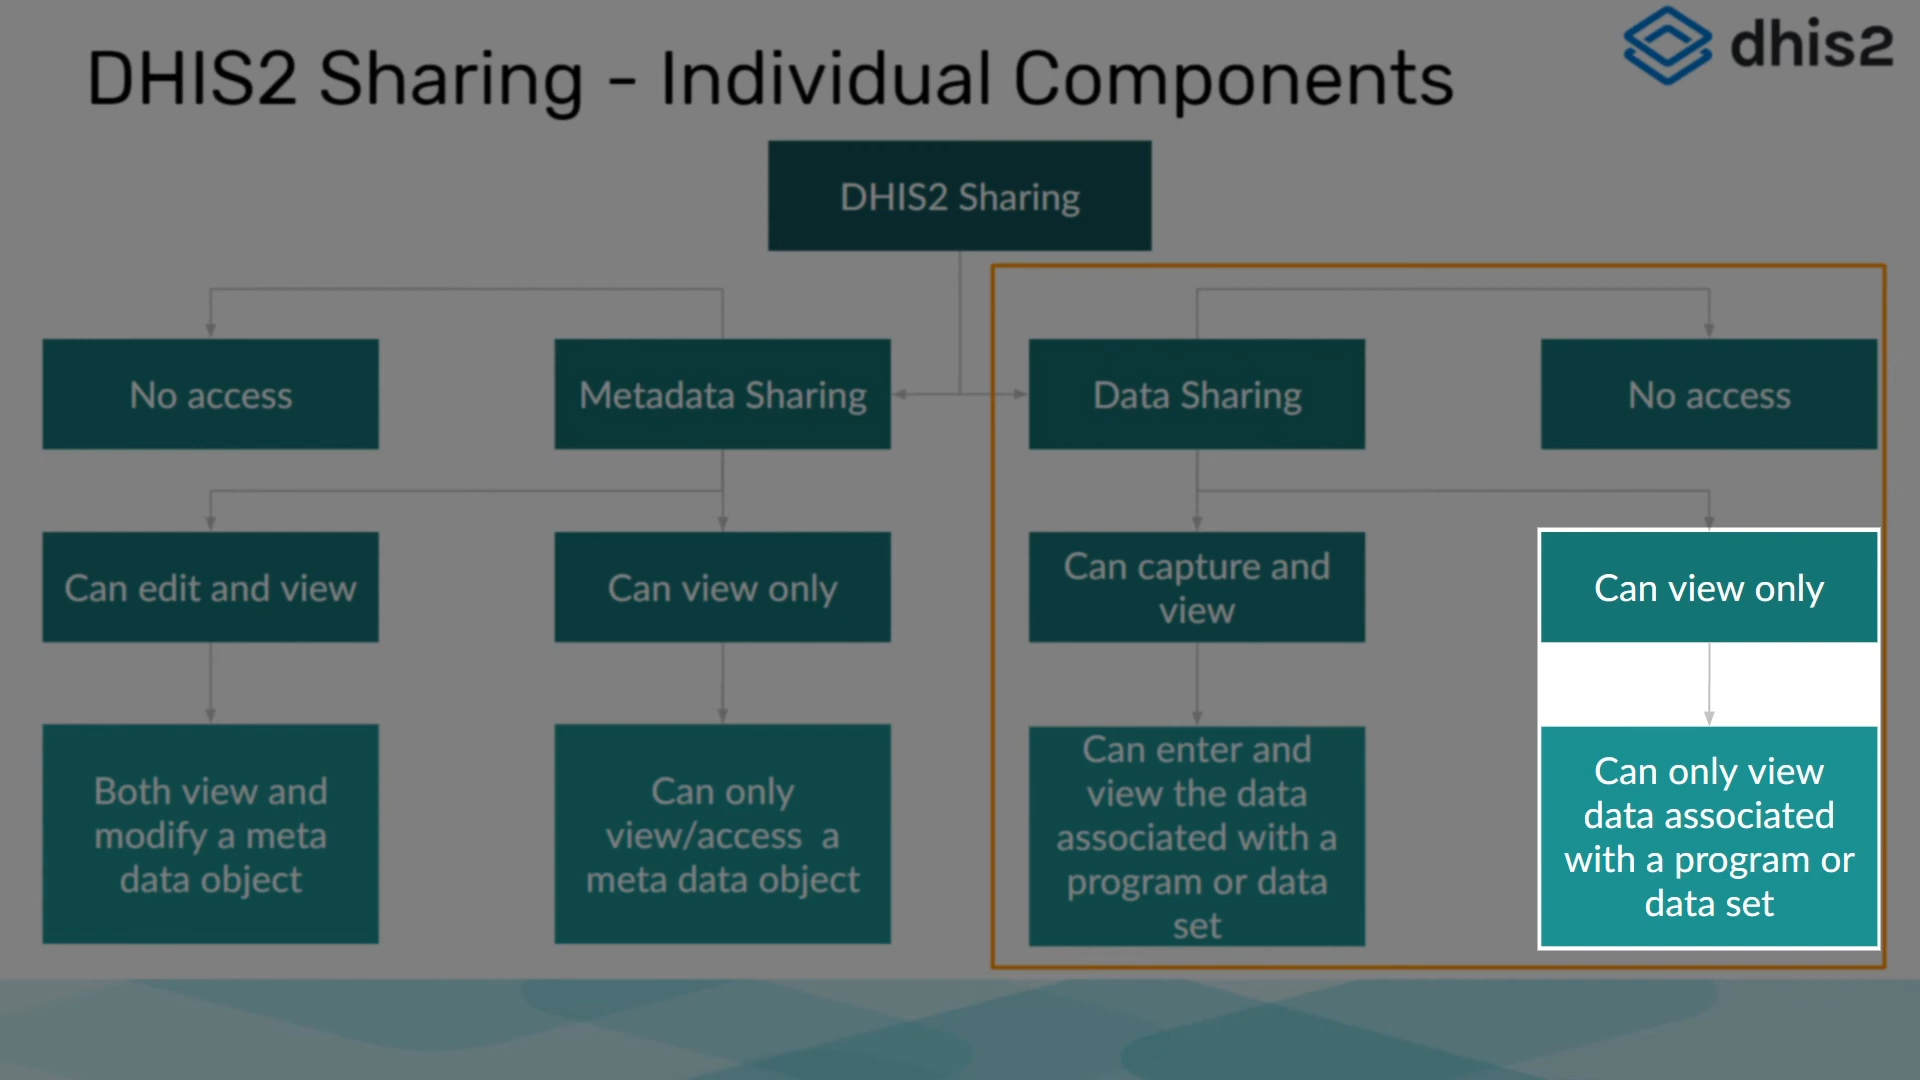 dhis2
DHIS2 Sharing - Individual Components
DHIS2 Sharing
No access
Metadata Sharing
Data Sharing
No access
Can edit and view
Can view only
Can capture and
view
Can view only
Both view and
modify a meta
data object
Can only
view/access a
meta data object
Can enter and
view the data
associated with a
program or data
set
Can only view
data associated
with a program or
data set